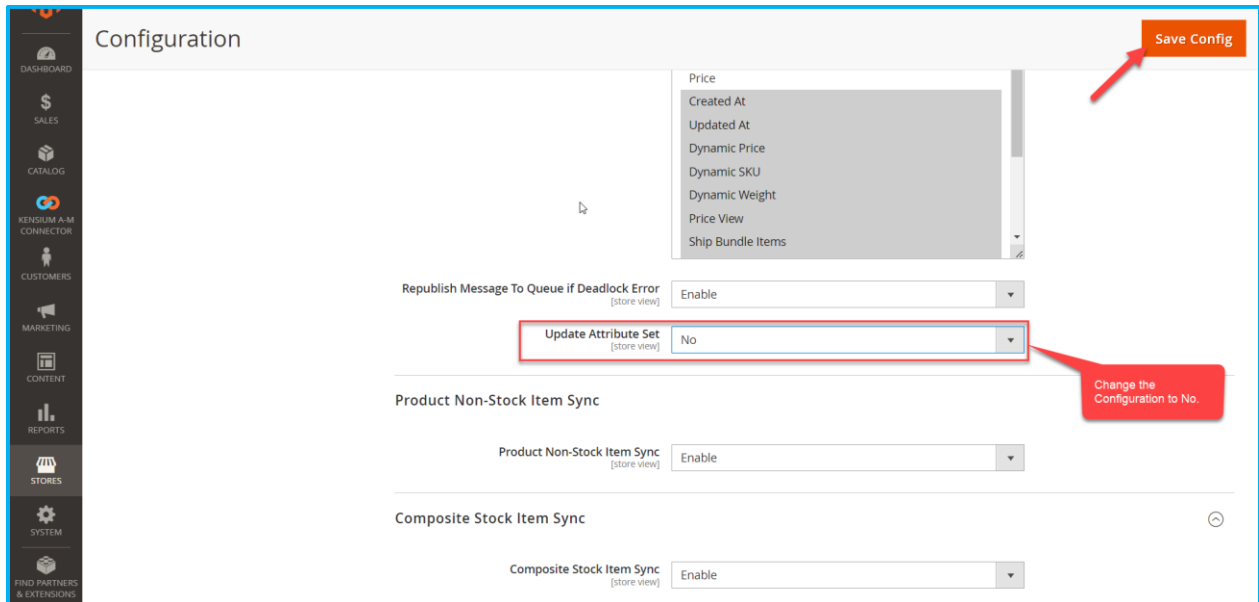 Configuration
Save Config
DASHBOARD
SALES
CATALOG
KENSIUM A-M
CONNECTOR
CUSTOMERS
MARKETING
CONTENT
REPORTS
STORES
SYSTEM
FIND PARTNERS
& EXTENSIONS
Price
Created At
Updated At
Dynamic Price
Dynamic SKU
Dynamic Weight
Price View
Ship Bundle Items
Republish Message To Queue if Deadlock Error
[store view]
Enable
Update Attribute Set
[store view]
No
Change the
Configuration to No.
Product Non-Stock Item Sync
Product Non-Stock Item Sync
[store view]
Enable
Composite Stock Item Sync
Composite Stock Item Sync
[store view]
Enable